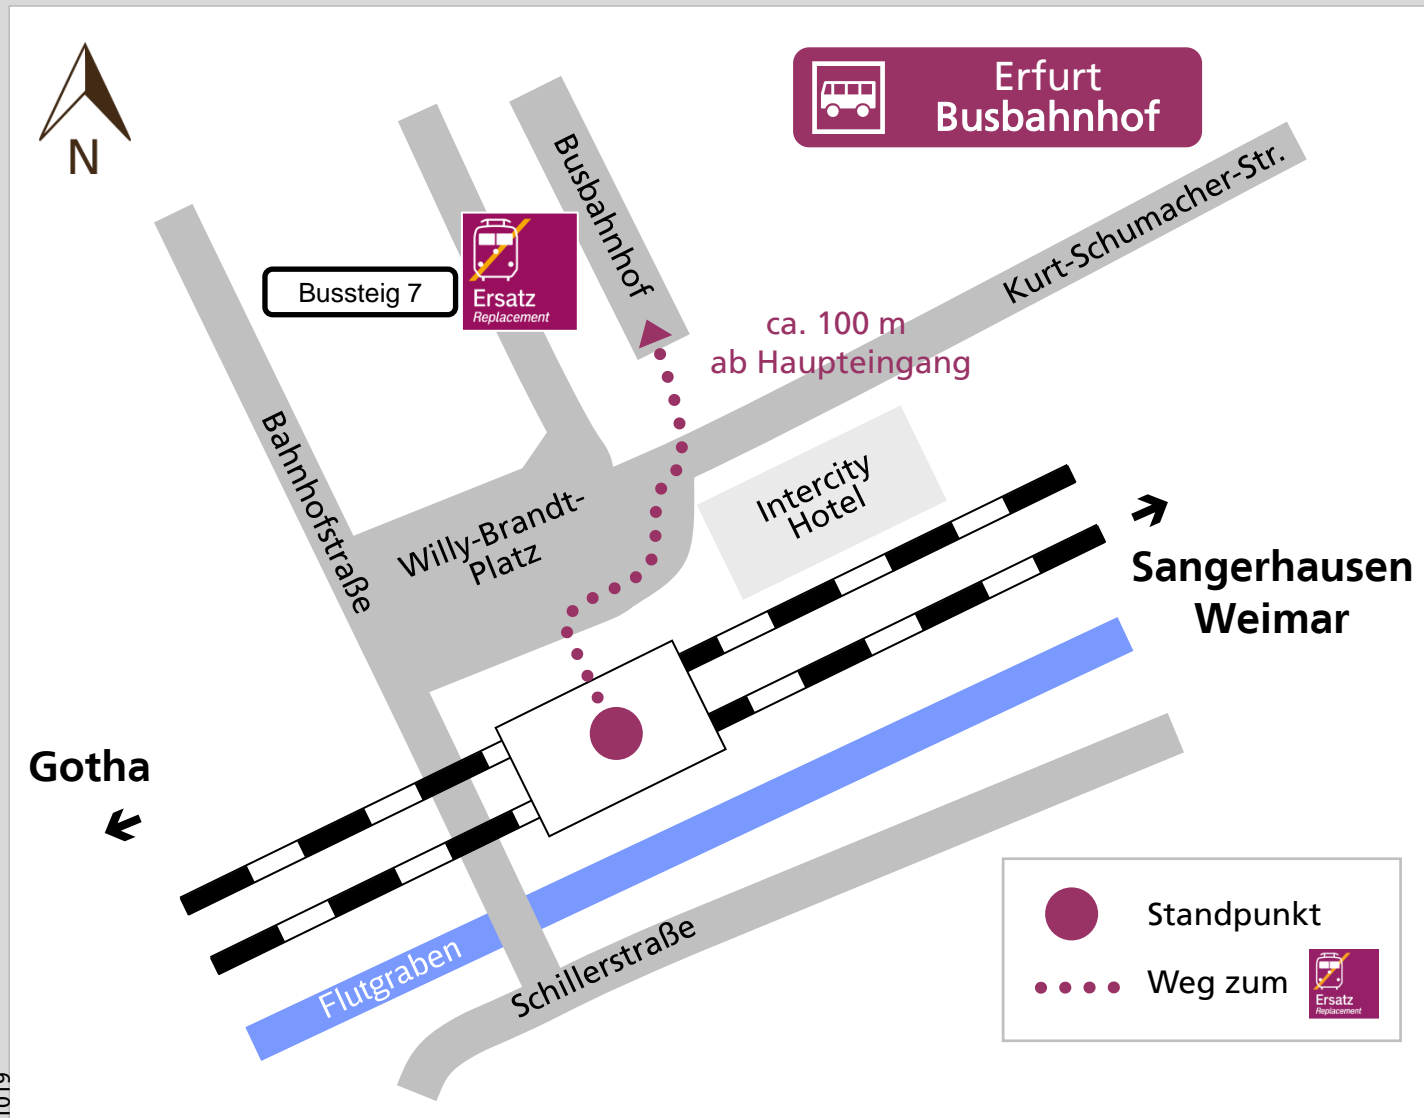 N
Erfurt
Busbahnhof
Busbahnhof
Kurt-Schumacher-Str.
Bussteig 7
Ersatz
Replacement
ca. 100 m
ab Haupteingang
Bahnhofstraße
Willy-Brandt-
Platz
Intercity
Hotel
Sangerhausen
Weimar
Gotha
Flutgraben
Schillerstraße
Standpunkt
Weg zum
Ersatz
Replacement
1019